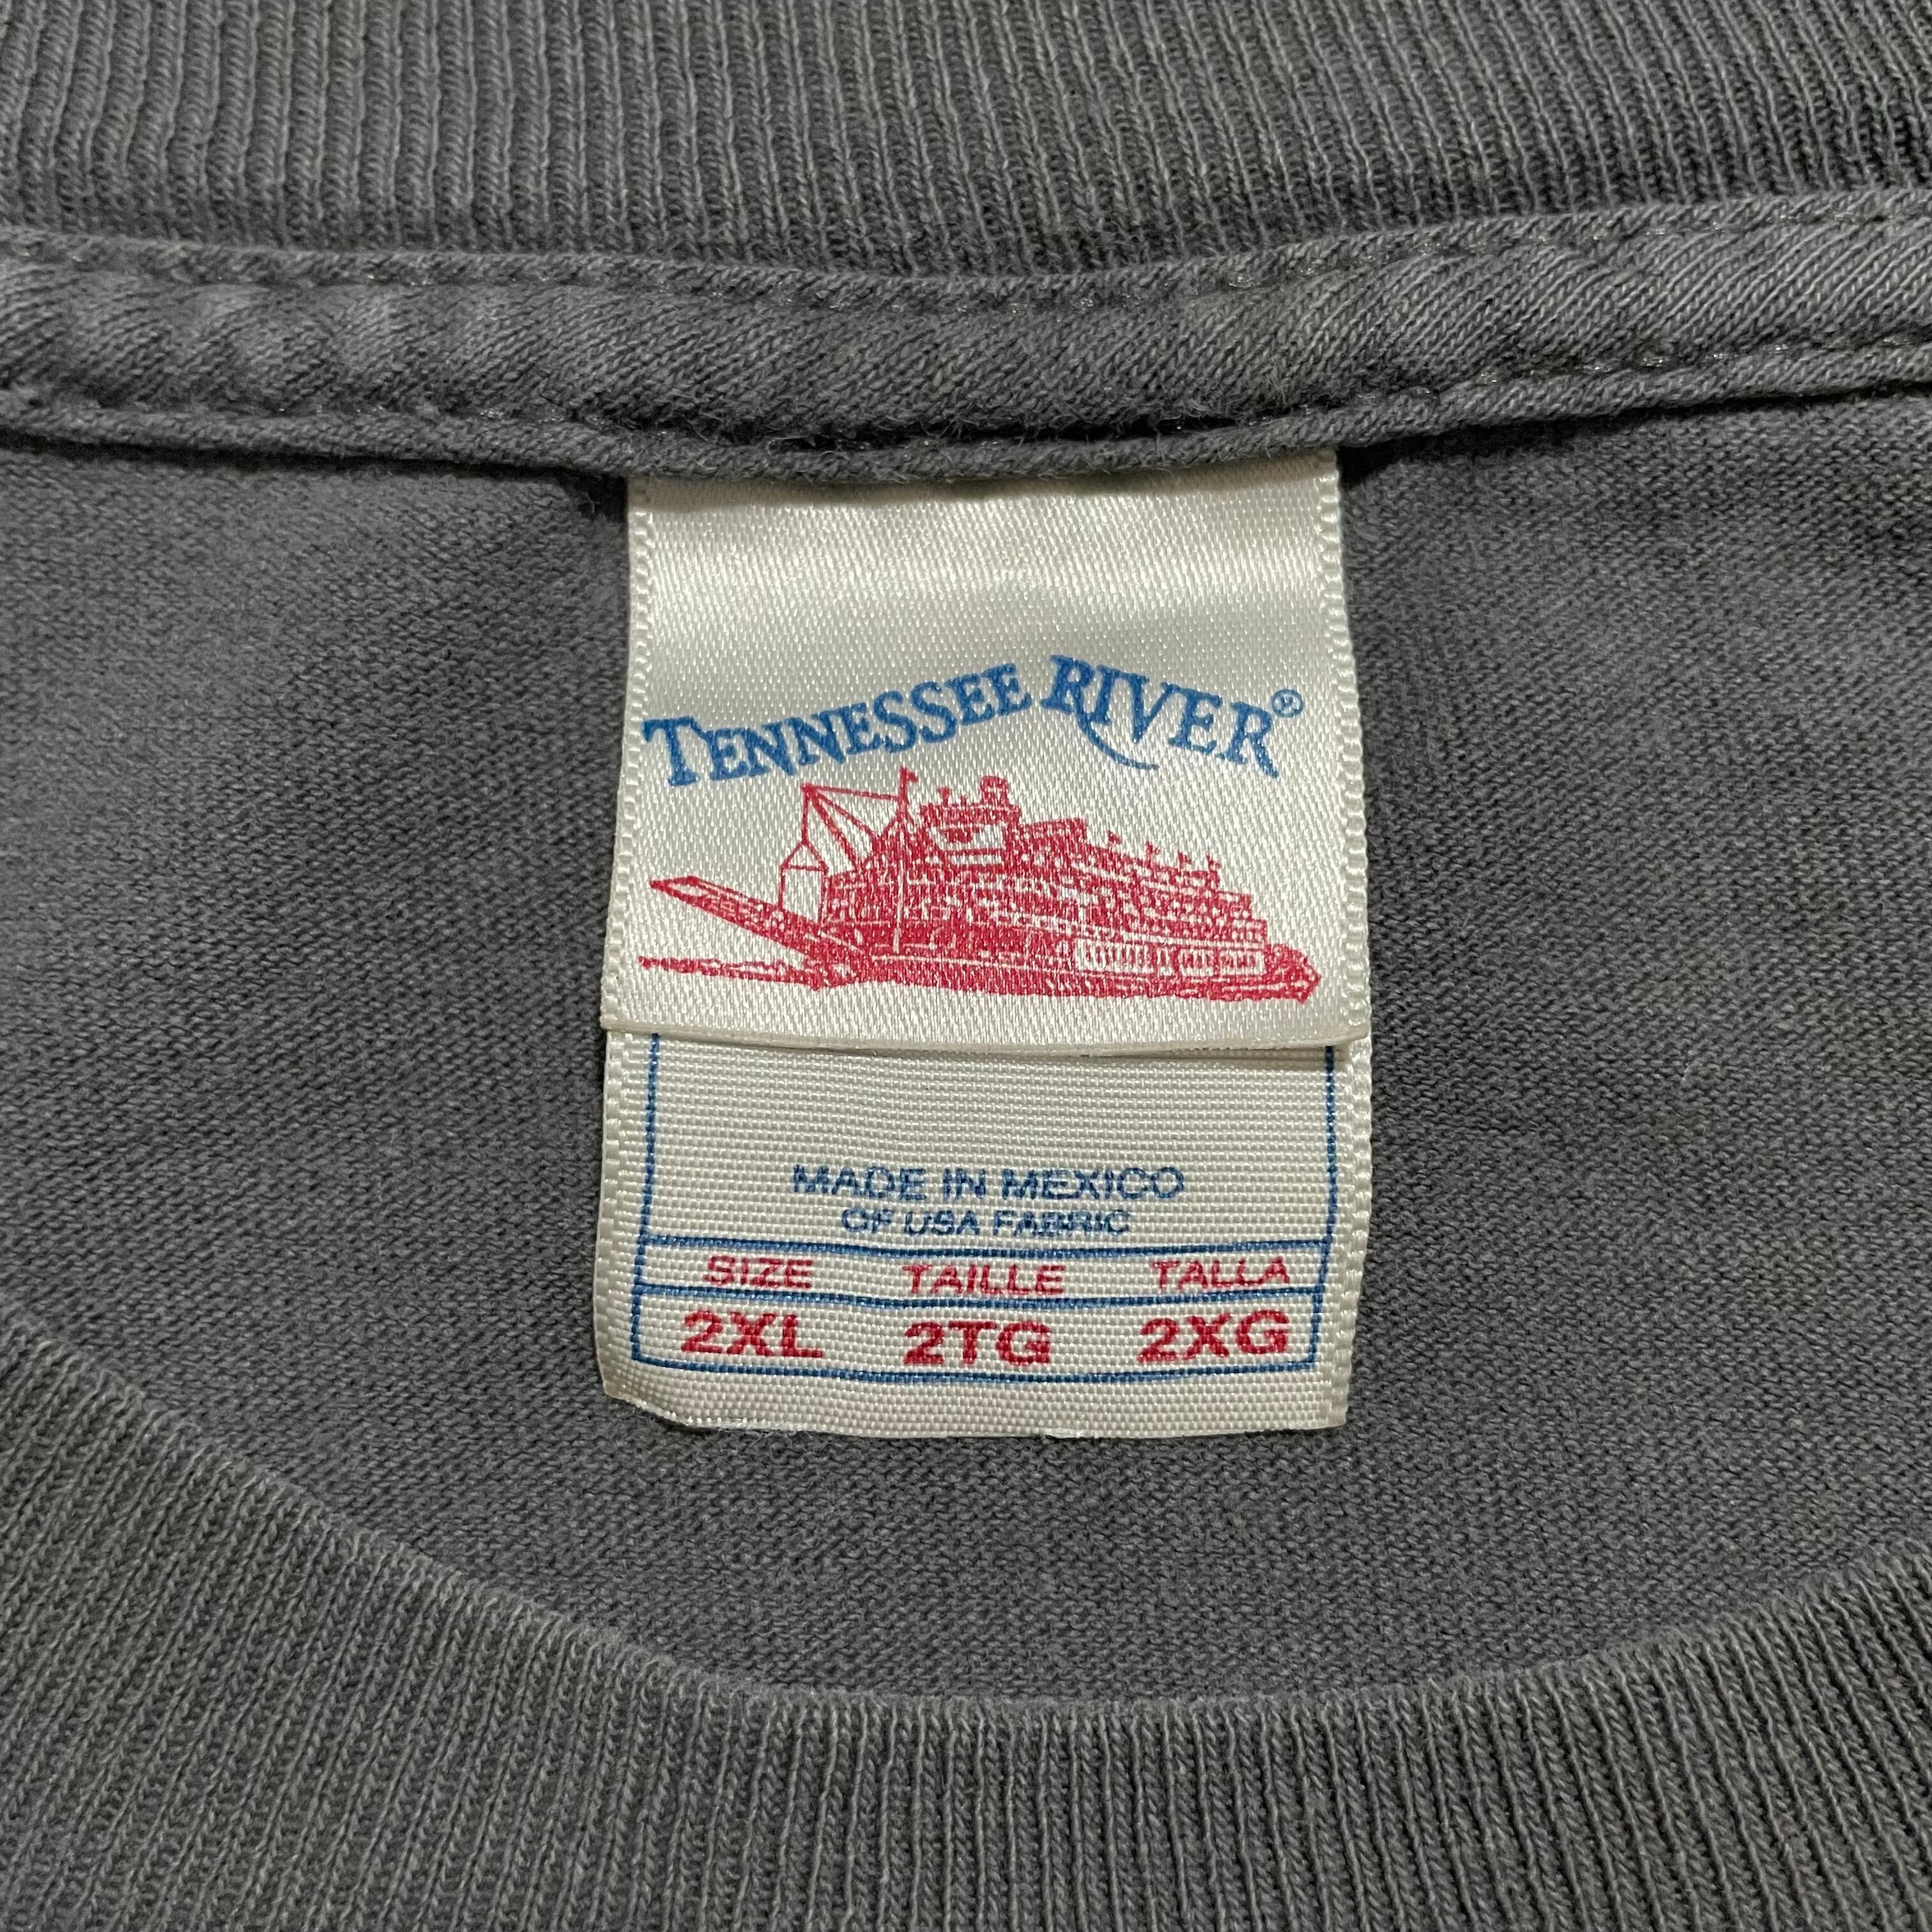 TENNESSEE RIVER®
MADE IN MEXICO
OF USA FABRIC
SIZE TAILLE TALLA
2XL 2TG 2XG